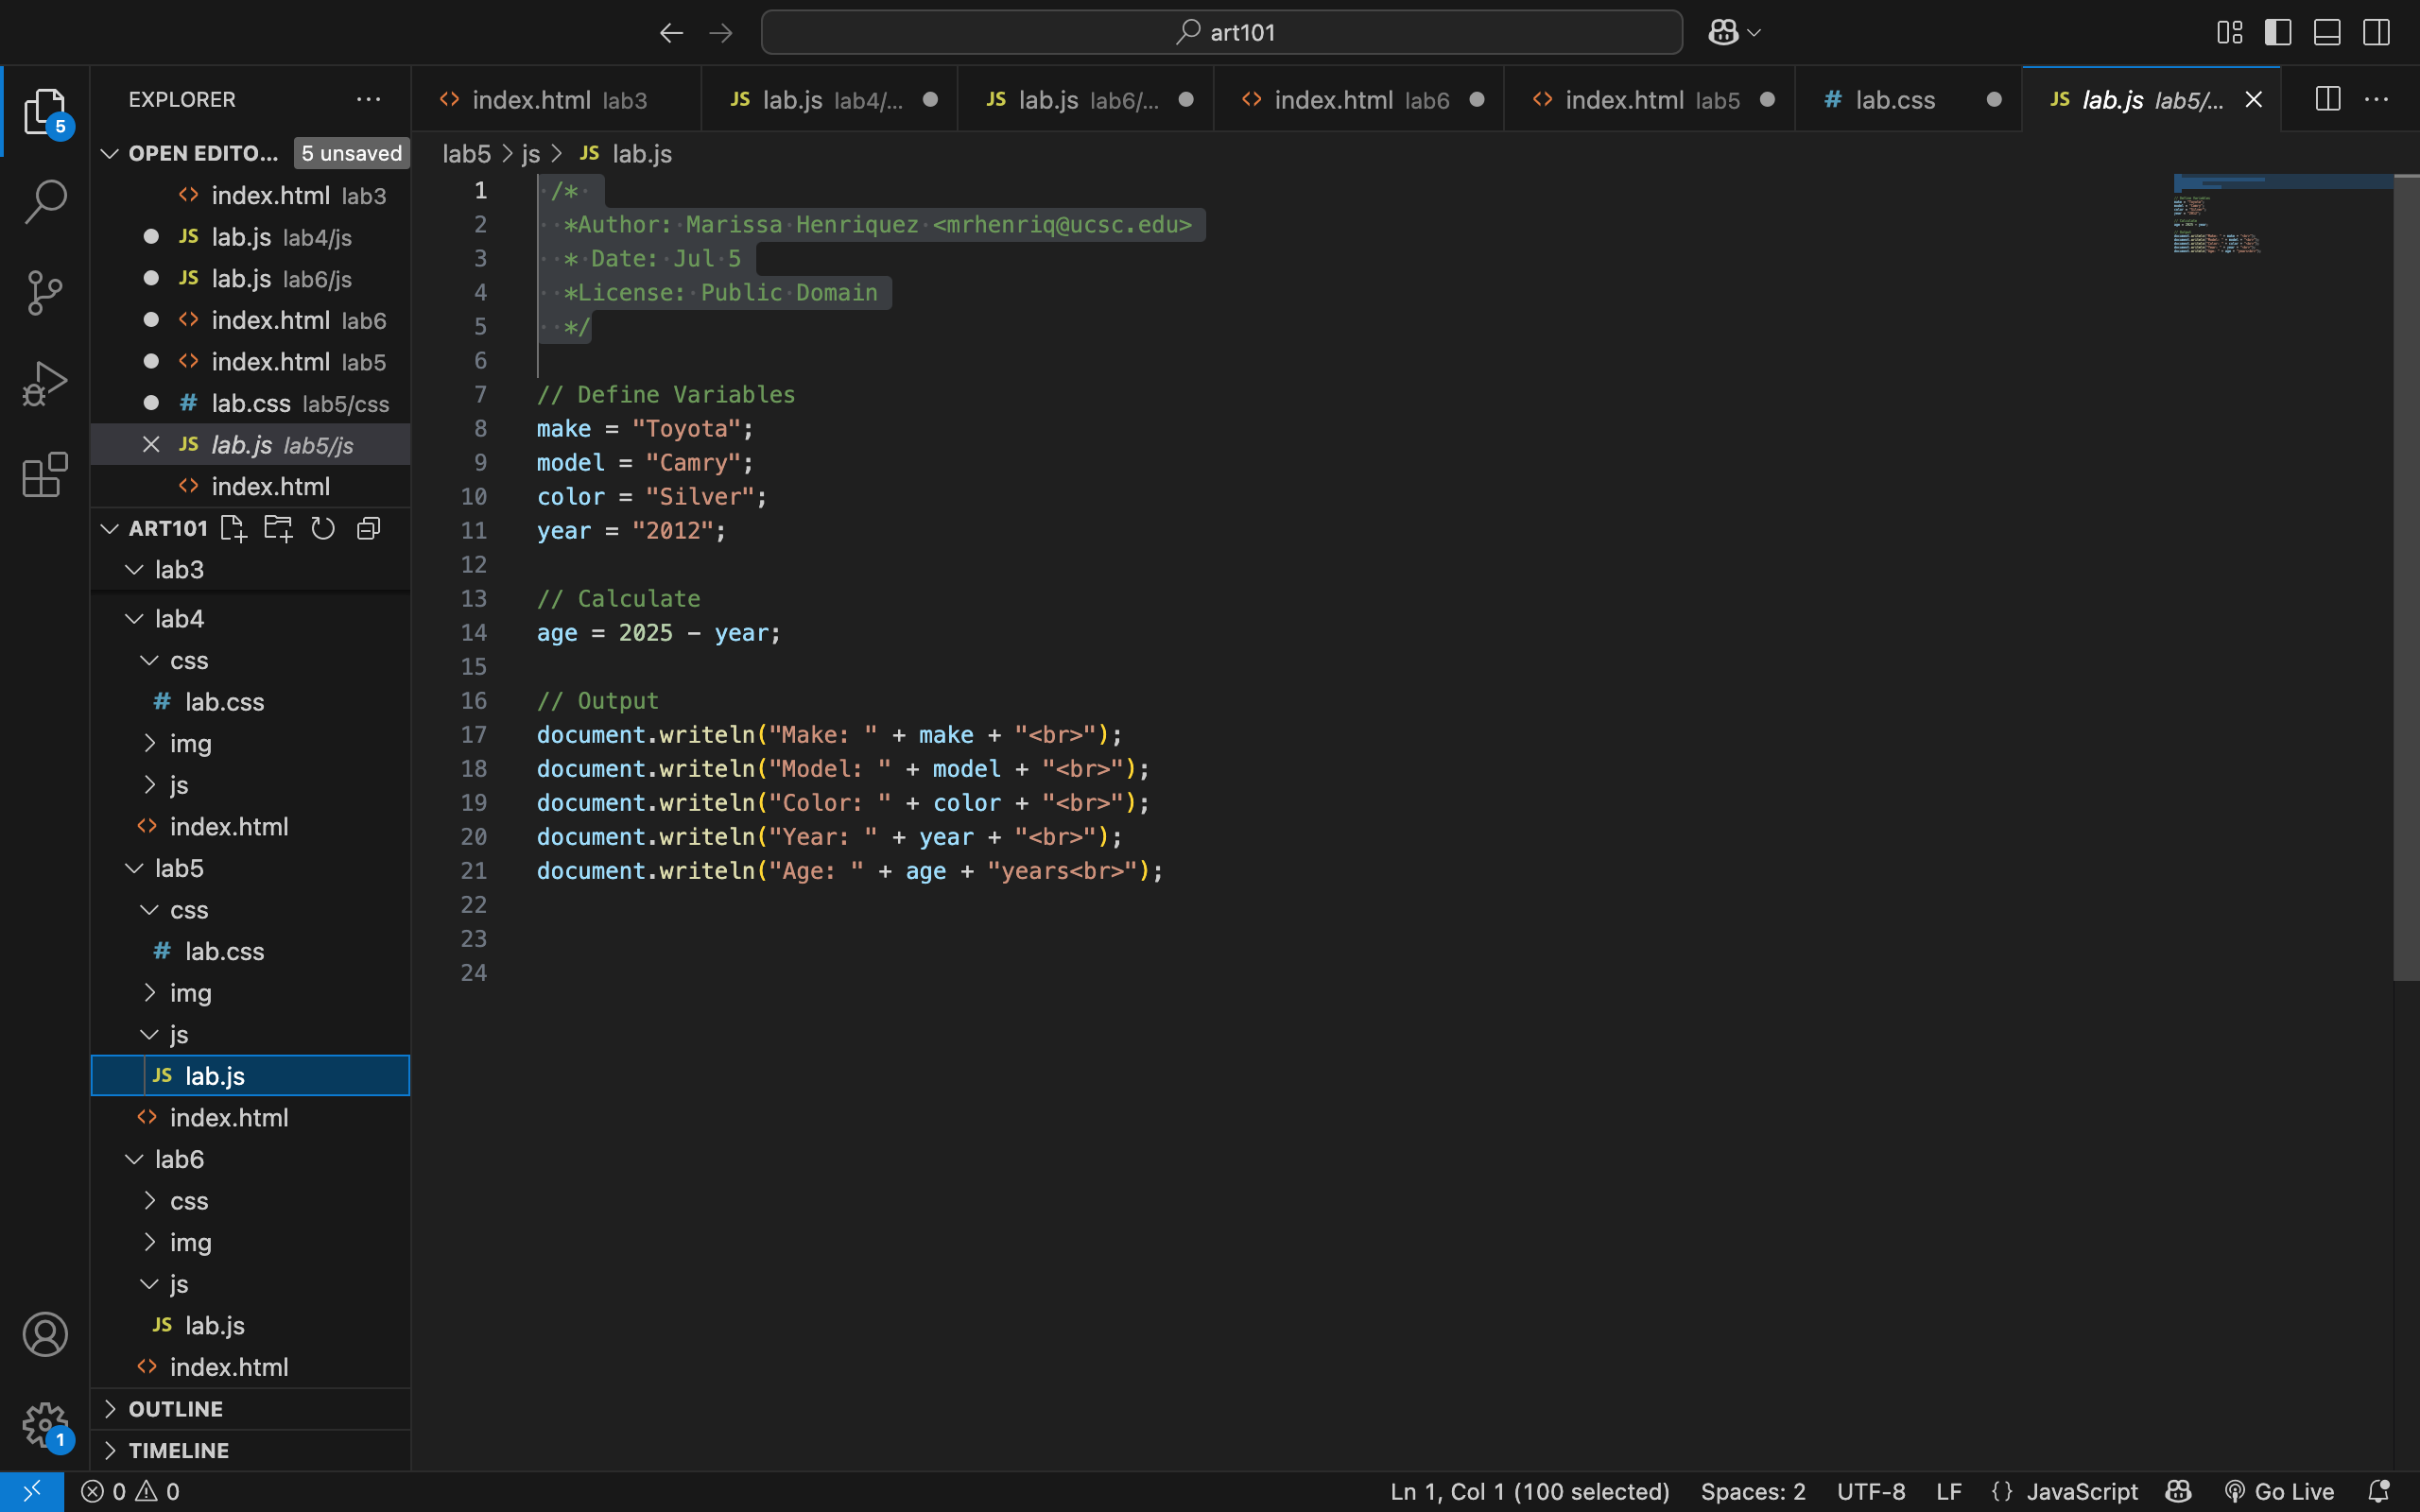 art101
EXPLORER
5
OPEN EDITO... 5 unsaved
index.html lab3
JS lab.js lab4/js
JS lab.js lab6/js
index.html lab6
index.html lab5
# lab.css lab5/css
JS lab.js lab5/js
index.html
ART101
lab3
lab4
css
# lab.css
img
js
index.html
lab5
css
# lab.css
img
js
JS lab.js
index.html
lab6
css
img
js
JS lab.js
index.html
OUTLINE
TIMELINE
1
index.html lab3
JS lab.js lab4/...
JS lab.js lab6/...
index.html lab6
index.html lab5
# lab.css
JS lab.js lab5/...
lab5 > js > JS lab.js
1 /*
2 *Author: Marissa Henriquez <mrhenriq@ucsc.edu>
3 * Date: Jul 5
4 *License: Public Domain
5 */
6
7 // Define Variables
8 make = "Toyota";
9 model = "Camry";
10 color = "Silver";
11 year = "2012";
12
13 // Calculate
14 age = 2025 - year;
15
16 // Output
17 document.writeln("Make: " + make + "<br>");
18 document.writeln("Model: " + model + "<br>");
19 document.writeln("Color: " + color + "<br>");
20 document.writeln("Year: " + year + "<br>");
21 document.writeln("Age: " + age + "years<br>");
22
23
24
0 0
Ln 1, Col 1 (100 selected) Spaces: 2 UTF-8 LF {} JavaScript Go Live